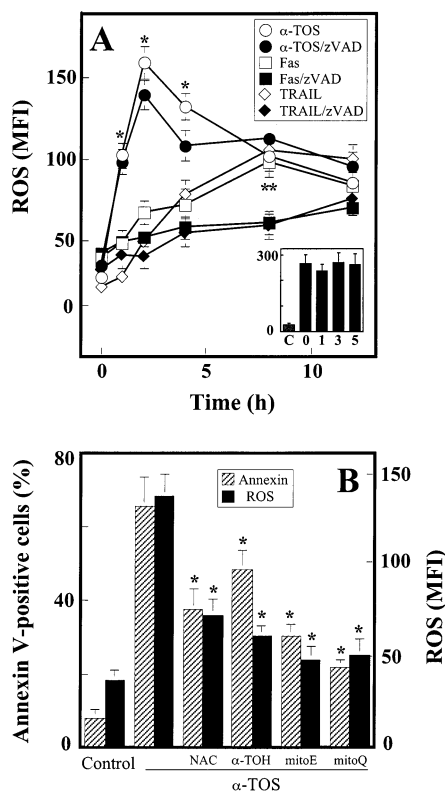 A
α-TOS
α-TOS/zVAD
Fas
Fas/zVAD
TRAIL
TRAIL/zVAD
ROS (MFI)
150
100
50
0
*
*
*
**
300
0
C 0 1 3 5
0 5 10
Time (h)
B
Annexin
ROS
Annexin V-positive cells (%)
80
40
0
ROS (MFI)
150
100
50
0
* * * * * * * *
Control NAC α-TOH mitoE mitoQ
α-TOS